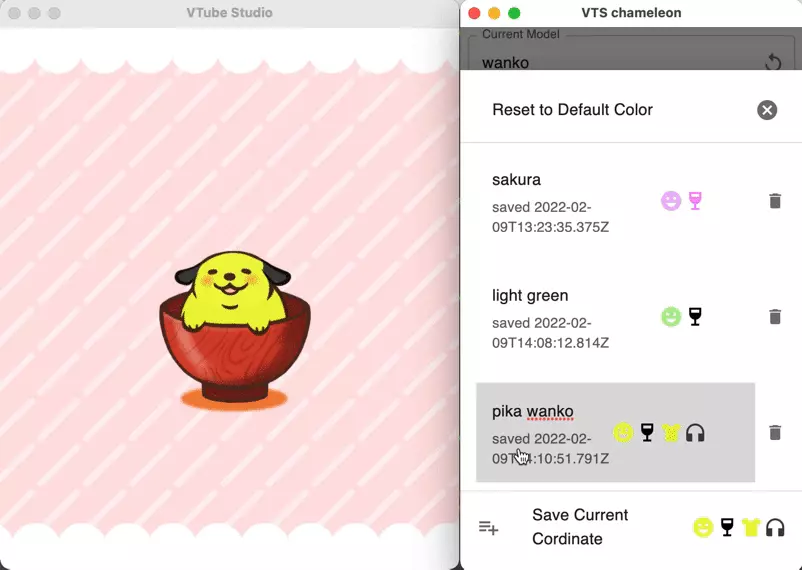 VTube Studio
VTS chameleon
Current Model
wanko
Reset to Default Color
sakura
saved 2022-02-
09T13:23:35.375Z
light green
saved 2022-02-
09T14:08:12.814Z
pika wanko
saved 2022-02-
09T14:10:51.791Z
Save Current
Cordinate